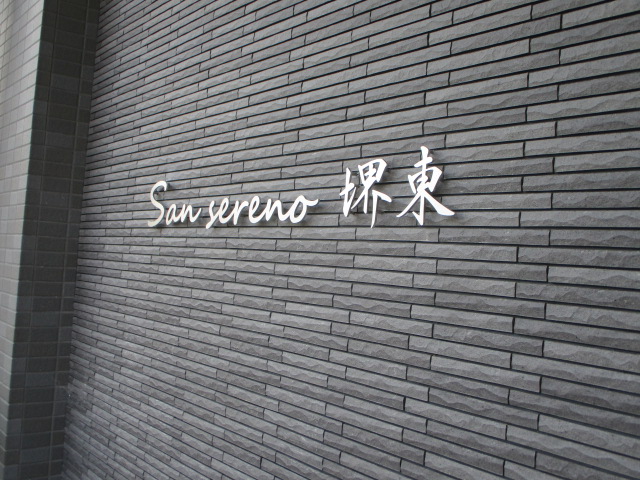 San sereno 堺東